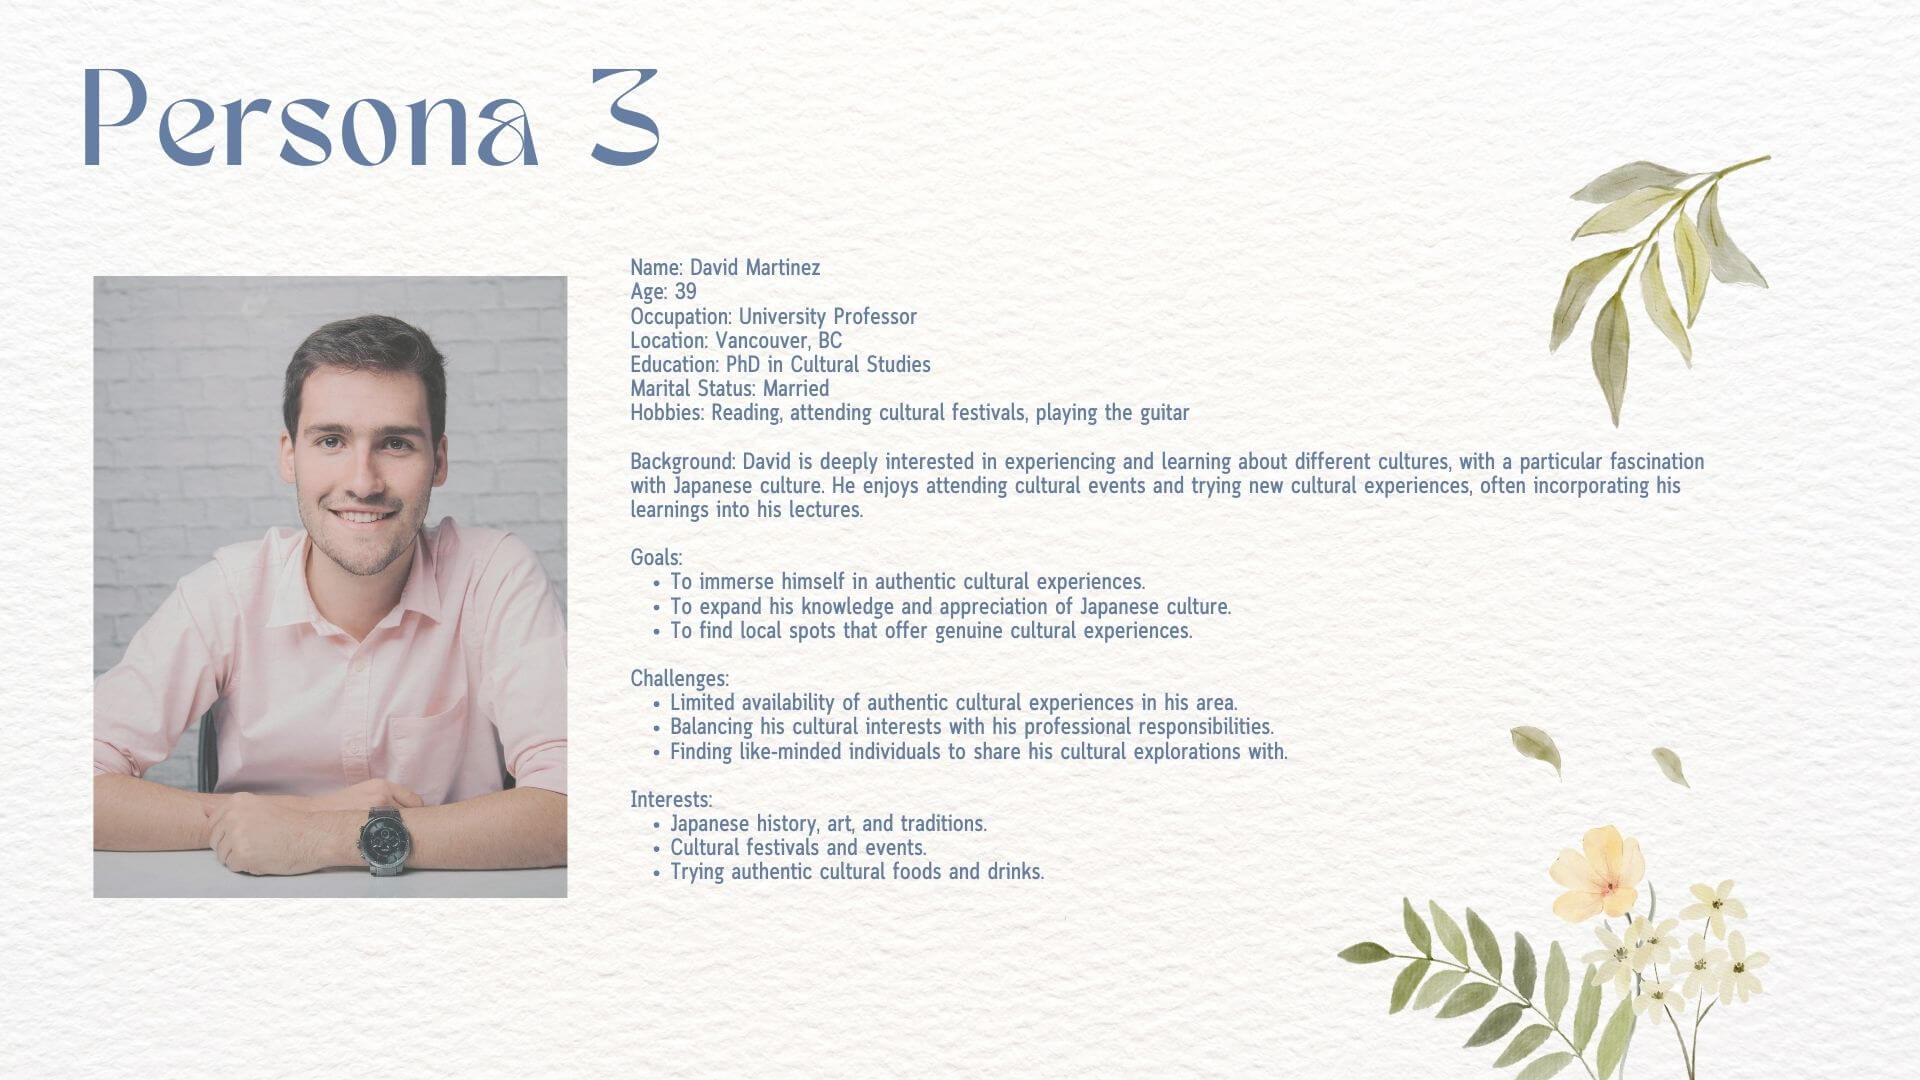 Persona 3
Name: David Martinez
Age: 39
Occupation: University Professor
Location: Vancouver, BC
Education: PhD in Cultural Studies
Marital Status: Married
Hobbies: Reading, attending cultural festivals, playing the guitar
Background: David is deeply interested in experiencing and learning about different cultures, with a particular fascination
with Japanese culture. He enjoys attending cultural events and trying new cultural experiences, often incorporating his
learnings into his lectures.
Goals:
• To immerse himself in authentic cultural experiences.
• To expand his knowledge and appreciation of Japanese culture.
• To find local spots that offer genuine cultural experiences.
Challenges:
• Limited availability of authentic cultural experiences in his area.
• Balancing his cultural interests with his professional responsibilities.
• Finding like-minded individuals to share his cultural explorations with.
Interests:
• Japanese history, art, and traditions.
• Cultural festivals and events.
• Trying authentic cultural foods and drinks.